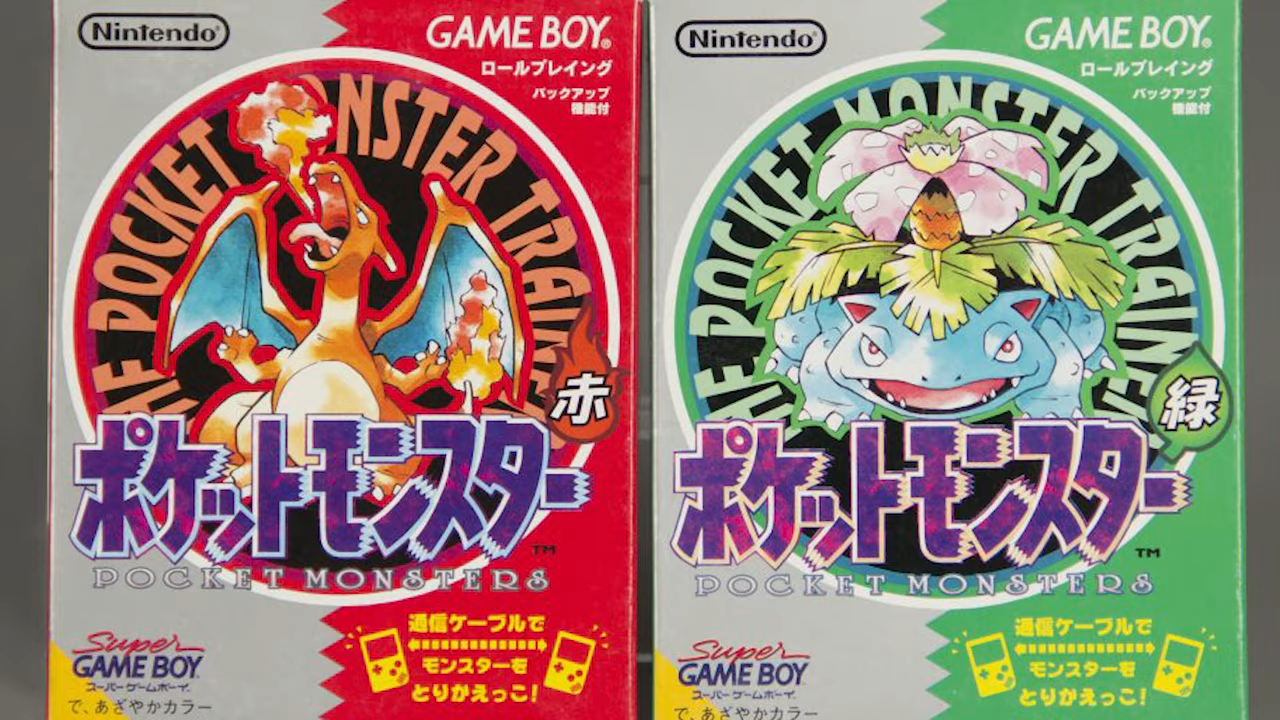 Nintendo®
GAME BOY®
ロールプレイング
バックアップ
機能付
POCKET MONSTER
赤
ポケットモンスター™
POCKET MONSTERS
Super
GAME BOY
スーパーゲームボーイ
で、あざやかカラー
通信ケーブルで
モンスターを
とりかえっこ!
Nintendo®
GAME BOY®
ロールプレイング
バックアップ
機能付
POCKET MONSTER
緑
ポケットモンスター™
POCKET MONSTERS
Super
GAME BOY
スーパーゲームボーイ
で、あざやかカラー
通信ケーブルで
モンスターを
とりかえっこ!